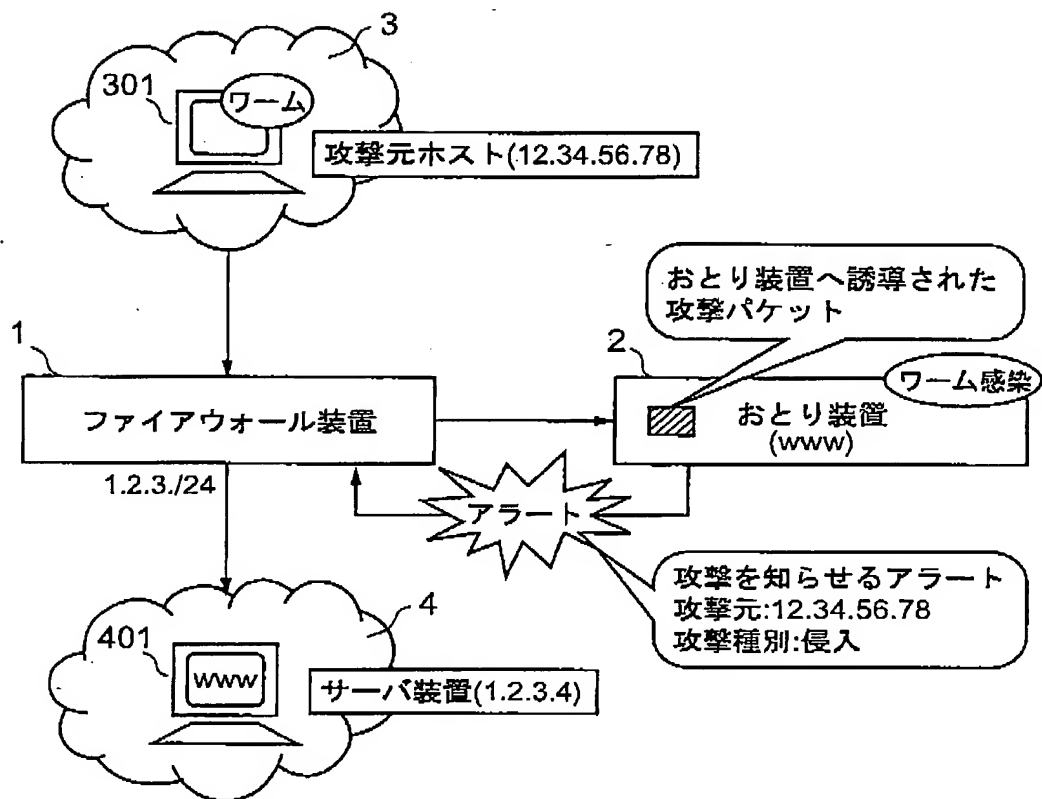 3
301
ワーム
攻撃元ホスト(12.34.56.78)
おとり装置へ誘導された
攻撃パケット
1
2
ワーム感染
ファイアウォール装置
おとり装置
(www)
1.2.3./24
アラート
攻撃を知らせるアラート
攻撃元:12.34.56.78
攻撃種別:侵入
4
401
www
サーバ装置(1.2.3.4)